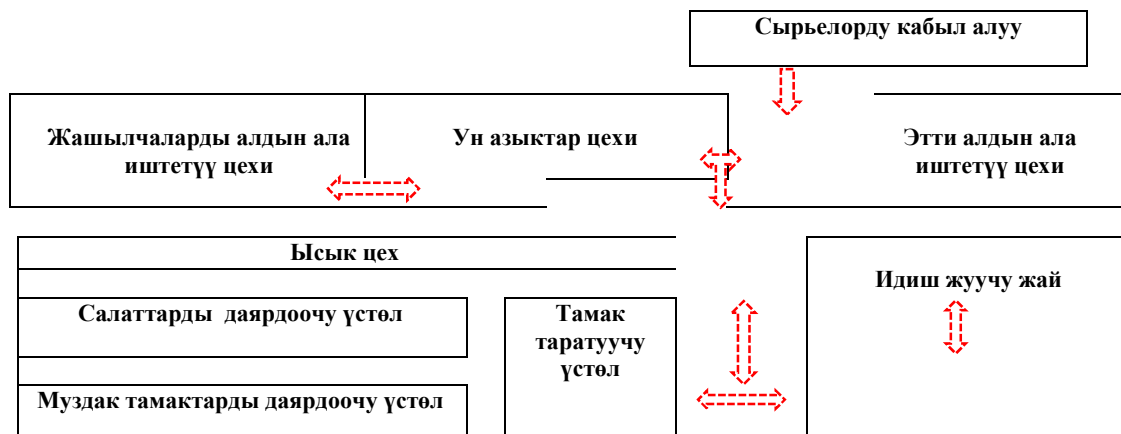 Сырьелорду кабыл алуу
Жашылчаларды алдын ала
иштетүү цехи
Ун азыктар цехи
Этти алдын ала
иштетүү цехи
Ысык цех
Идиш жуучу жай
Салаттарды даярдоочу үстөл
Тамак
таратуучу
үстөл
Муздак тамактарды даярдоочу үстөл